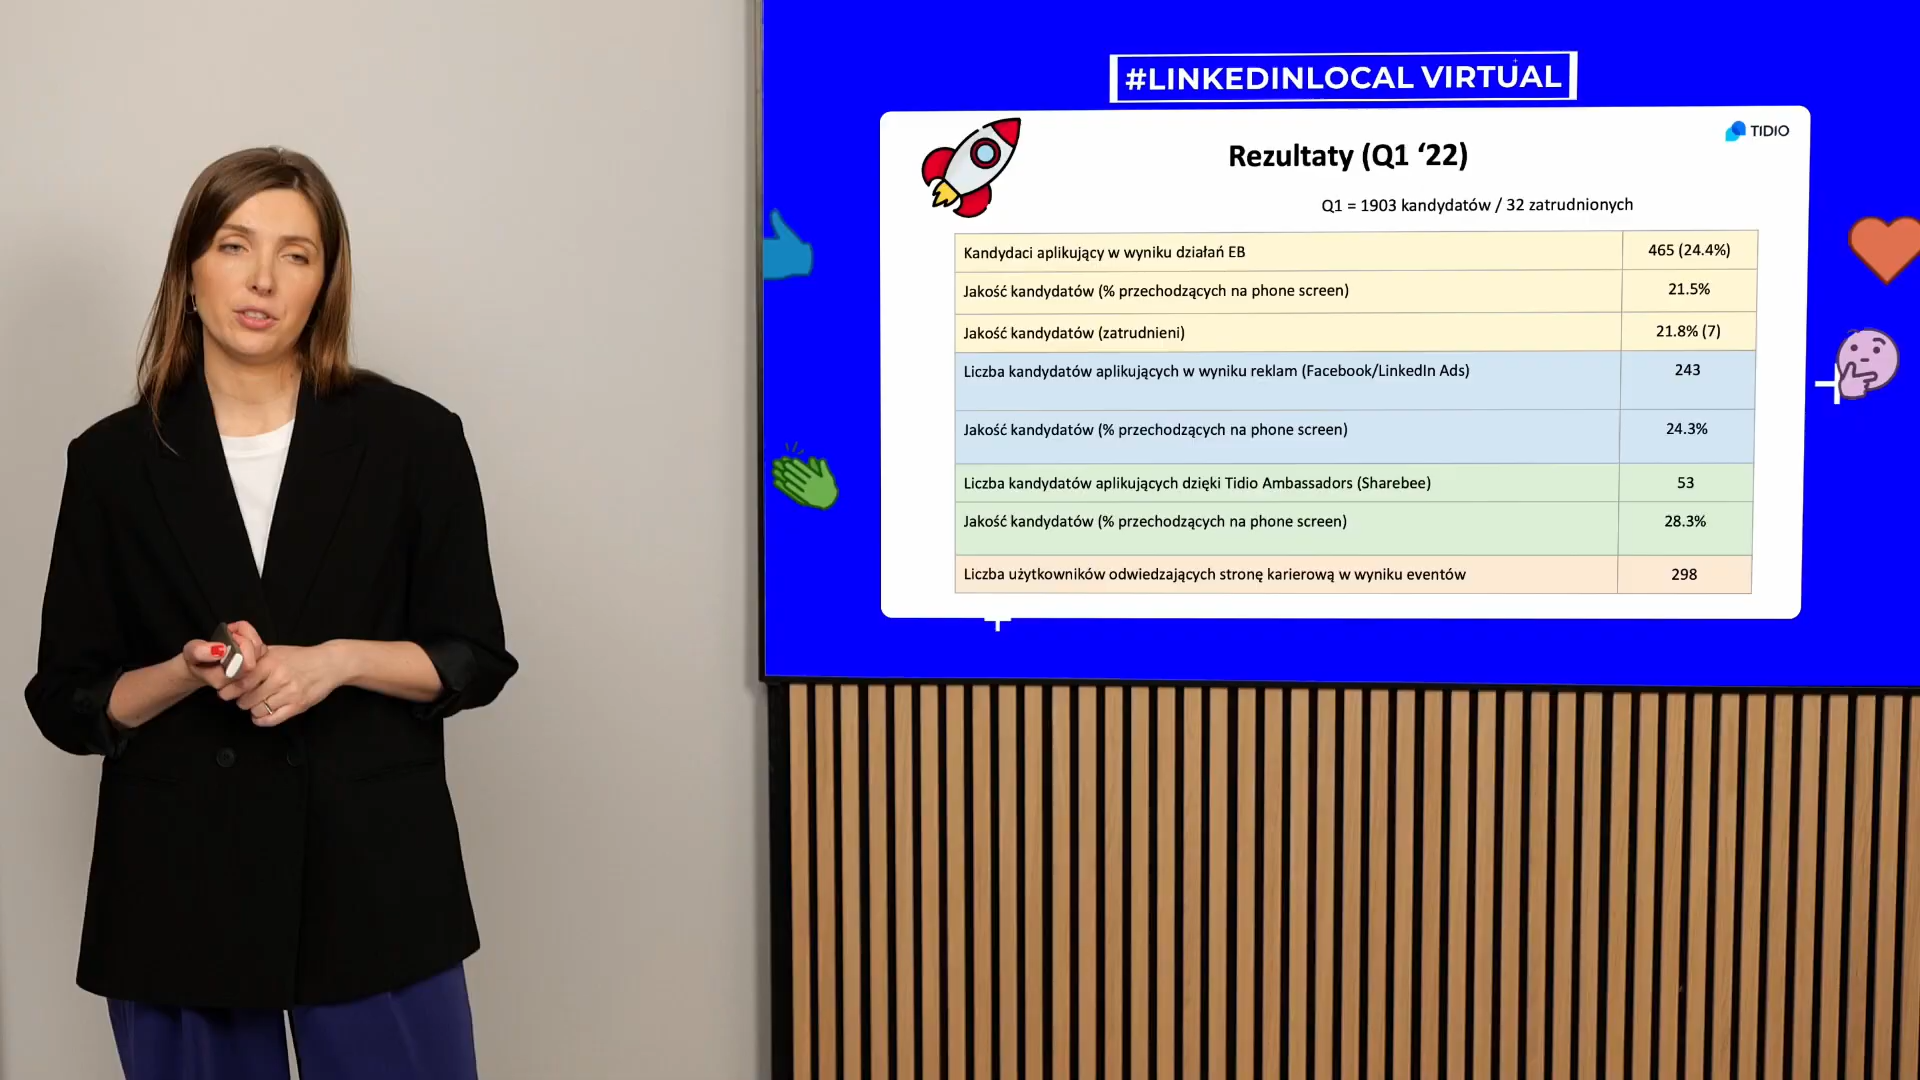 #LINKEDINLOCAL VIRTUAL
TIDIO
Rezultaty (Q1 ‘22)
Q1 = 1903 kandydatów / 32 zatrudnionych
Kandydaci aplikujący w wyniku działań EB 465 (24.4%)
Jakość kandydatów (% przechodzących na phone screen) 21.5%
Jakość kandydatów (zatrudnieni) 21.8% (7)
Liczba kandydatów aplikujących w wyniku reklam (Facebook/LinkedIn Ads) 243
Jakość kandydatów (% przechodzących na phone screen) 24.3%
Liczba kandydatów aplikujących dzięki Tidio Ambassadors (Sharebee) 53
Jakość kandydatów (% przechodzących na phone screen) 28.3%
Liczba użytkowników odwiedzających stronę karierową w wyniku eventów 298